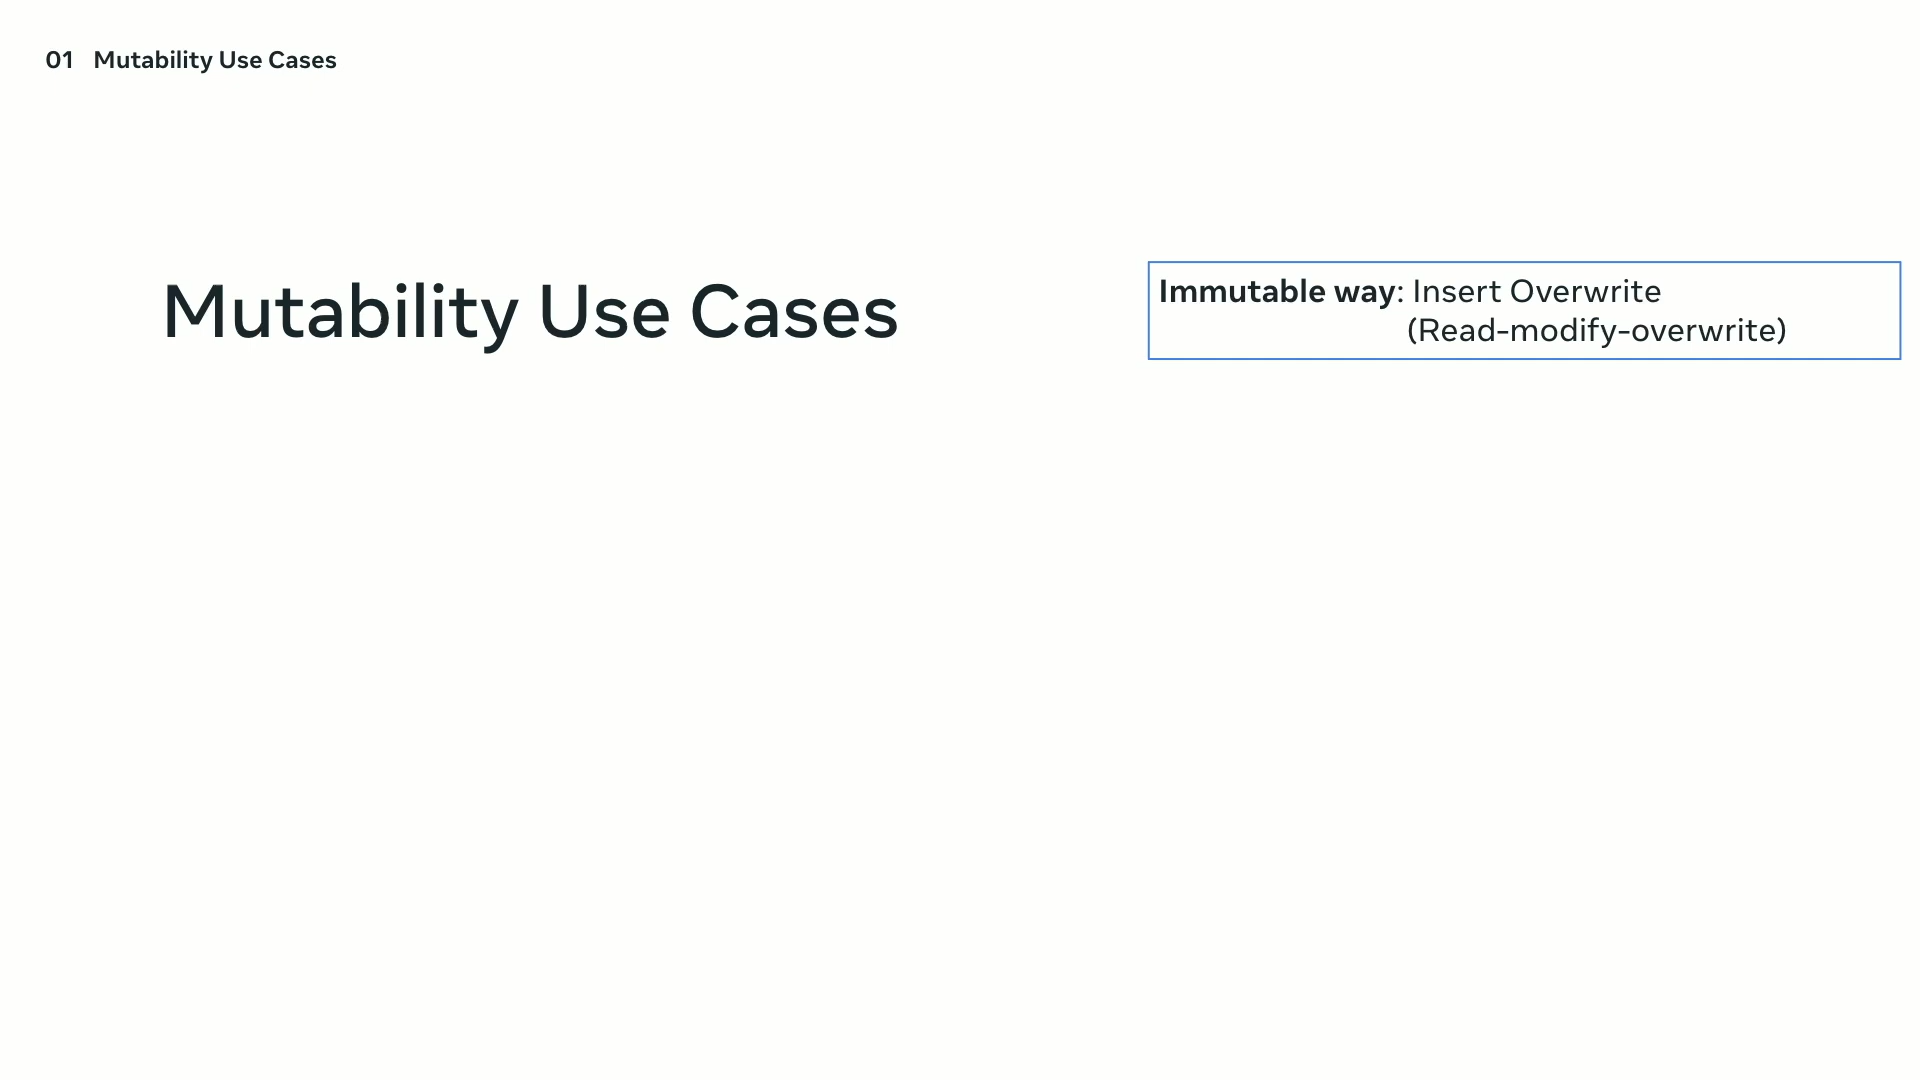 01 Mutability Use Cases
Mutability Use Cases
Immutable way: Insert Overwrite
(Read-modify-overwrite)